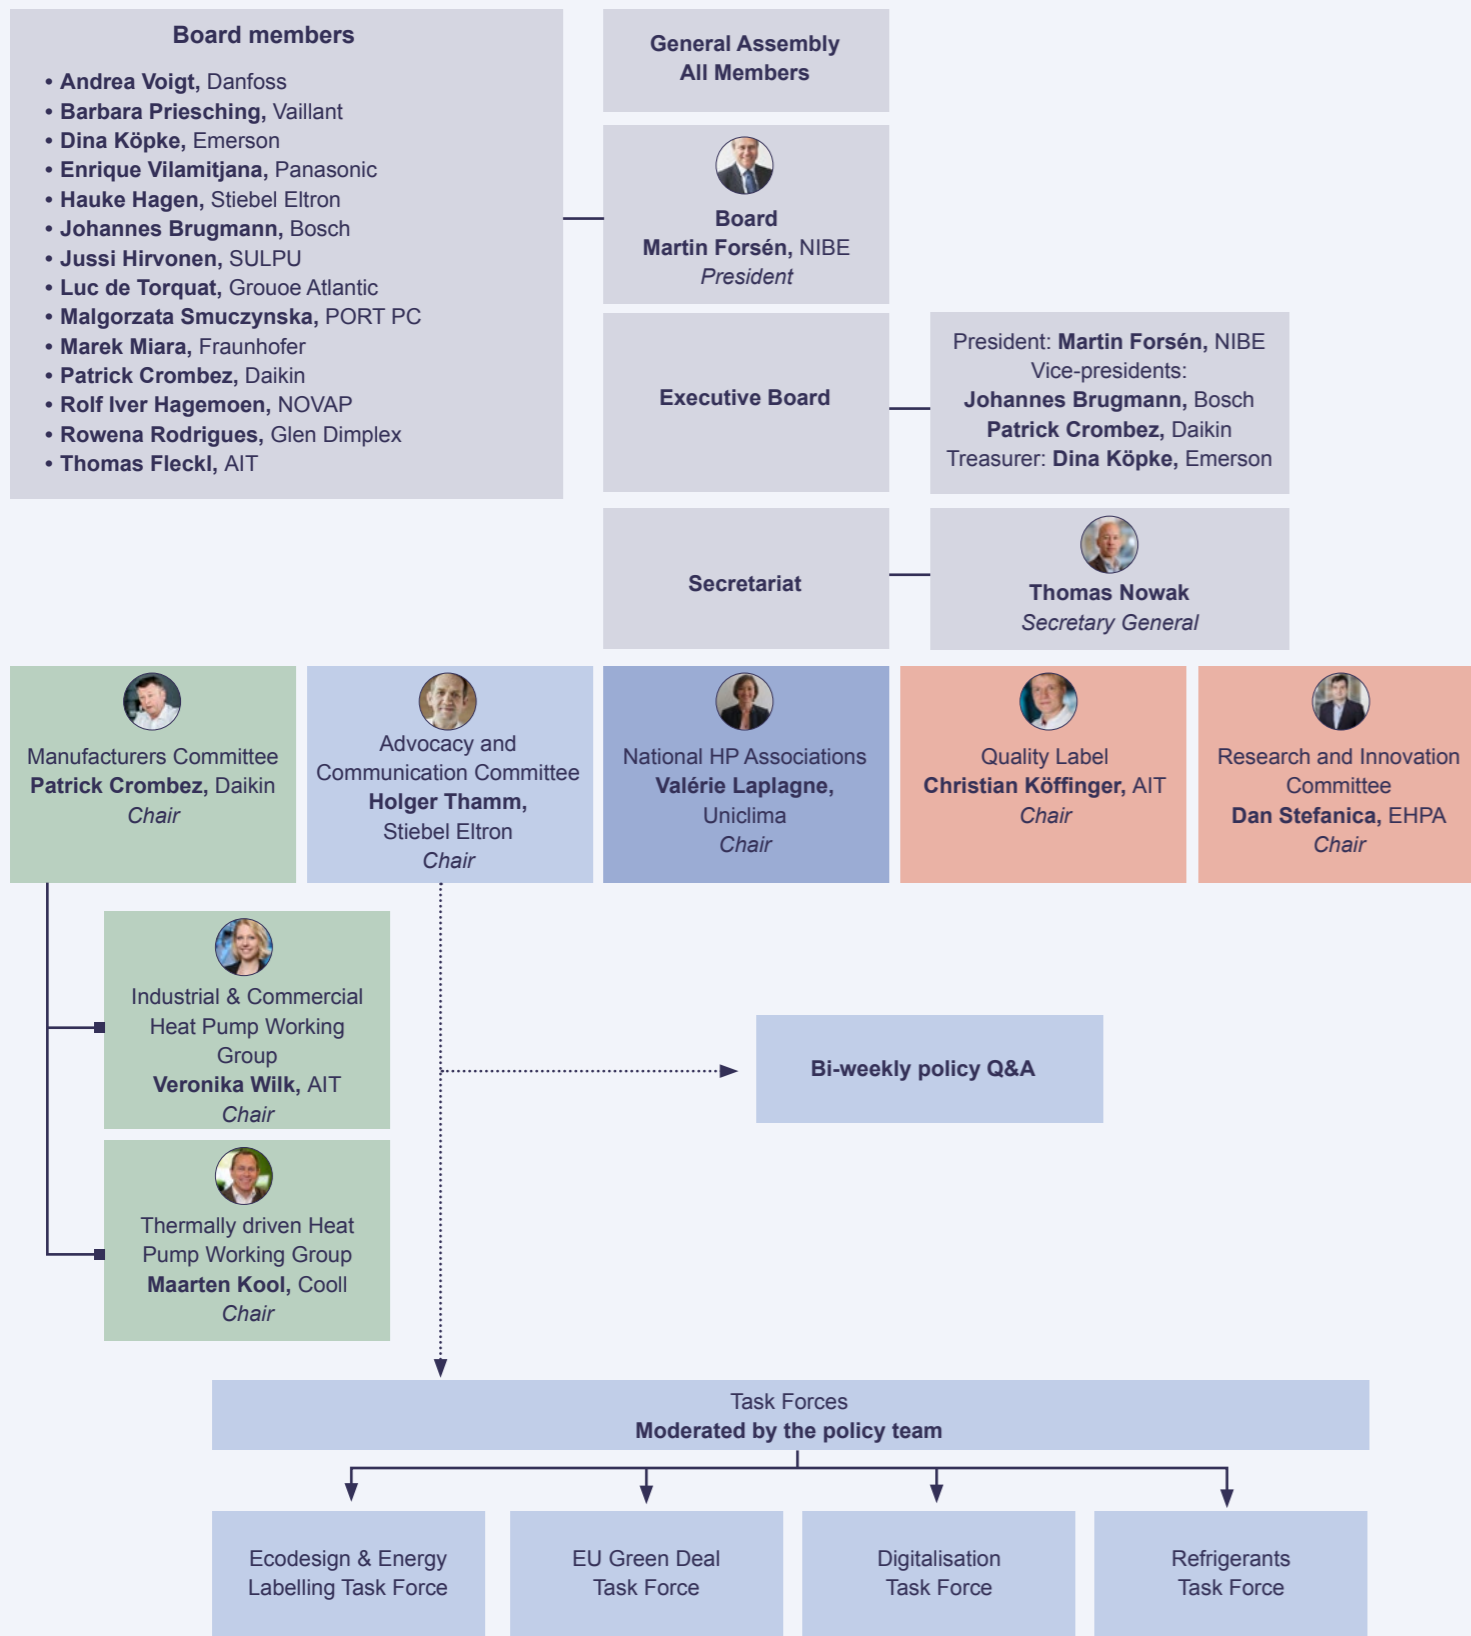 Board members
• Andrea Voigt, Danfoss
• Barbara Priesching, Vaillant
• Dina Köpke, Emerson
• Enrique Vilamitjana, Panasonic
• Hauke Hagen, Stiebel Eltron
• Johannes Brugmann, Bosch
• Jussi Hirvonen, SULPU
• Luc de Torquat, Grouoe Atlantic
• Malgorzata Smuczynska, PORT PC
• Marek Miara, Fraunhofer
• Patrick Crombez, Daikin
• Rolf Iver Hagemoen, NOVAP
• Rowena Rodrigues, Glen Dimplex
• Thomas Fleckl, AIT
General Assembly
All Members
Board
Martin Forsén, NIBE
President
Executive Board
President: Martin Forsén, NIBE
Vice-presidents:
Johannes Brugmann, Bosch
Patrick Crombez, Daikin
Treasurer: Dina Köpke, Emerson
Secretariat
Thomas Nowak
Secretary General
Manufacturers Committee
Patrick Crombez, Daikin
Chair
Advocacy and
Communication Committee
Holger Thamm,
Stiebel Eltron
Chair
National HP Associations
Valérie Laplagne,
Uniclima
Chair
Quality Label
Christian Köffinger, AIT
Chair
Research and Innovation
Committee
Dan Stefanica, EHPA
Chair
Industrial & Commercial
Heat Pump Working
Group
Veronika Wilk, AIT
Chair
Bi-weekly policy Q&A
Thermally driven Heat
Pump Working Group
Maarten Kool, Cooll
Chair
Task Forces
Moderated by the policy team
Ecodesign & Energy
Labelling Task Force
EU Green Deal
Task Force
Digitalisation
Task Force
Refrigerants
Task Force